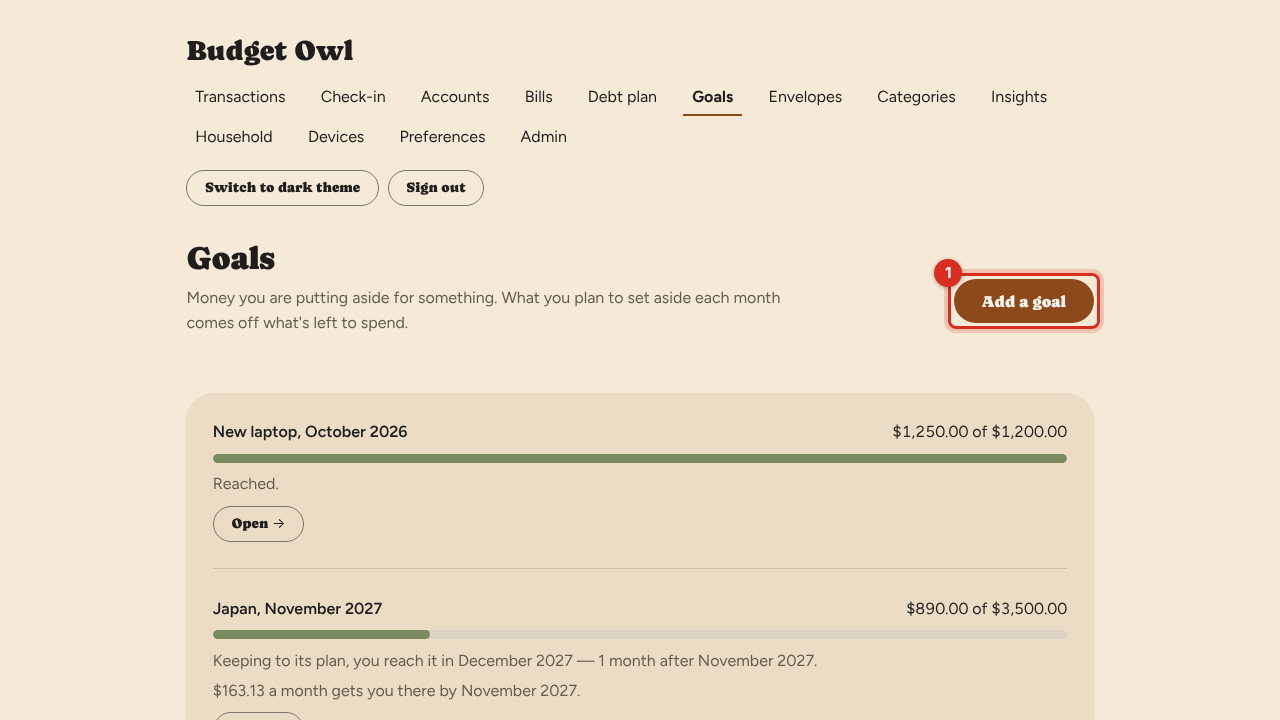 Budget Owl
Transactions Check-in Accounts Bills Debt plan Goals Envelopes Categories Insights
Household Devices Preferences Admin
Switch to dark theme Sign out
Goals
Money you are putting aside for something. What you plan to set aside each month
comes off what's left to spend.
1
Add a goal
New laptop, October 2026 $1,250.00 of $1,200.00
Reached.
Open →
Japan, November 2027 $890.00 of $3,500.00
Keeping to its plan, you reach it in December 2027 — 1 month after November 2027.
$163.13 a month gets you there by November 2027.